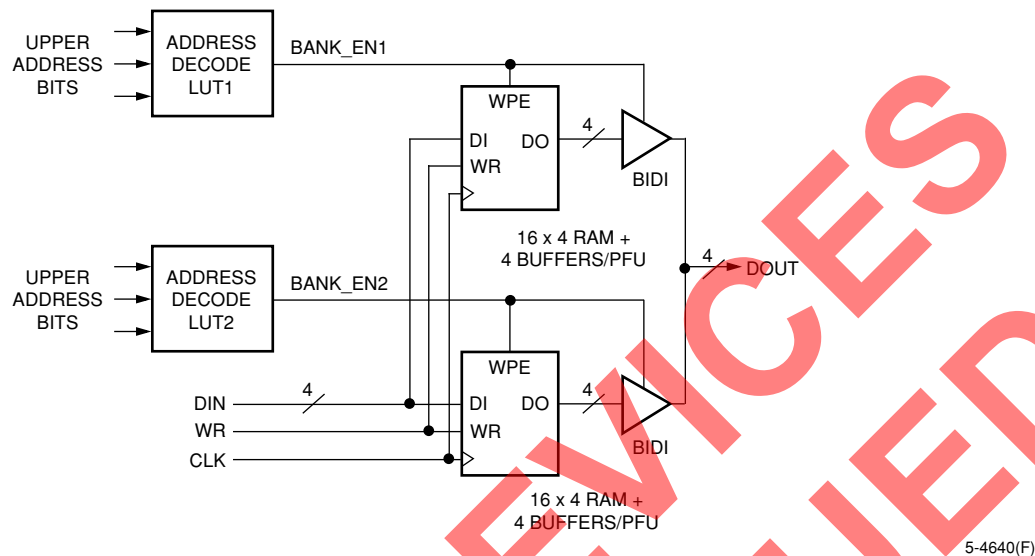 UPPER
ADDRESS
BITS
ADDRESS
DECODE
LUT1
BANK_EN1
WPE
DI
DO
WR
4
BIDI
16 x 4 RAM +
4 BUFFERS/PFU
UPPER
ADDRESS
BITS
ADDRESS
DECODE
LUT2
BANK_EN2
4
DOUT
WPE
DIN
4
DI
DO
4
WR
WR
BIDI
CLK
16 x 4 RAM +
4 BUFFERS/PFU
5-4640(F)
EVICES